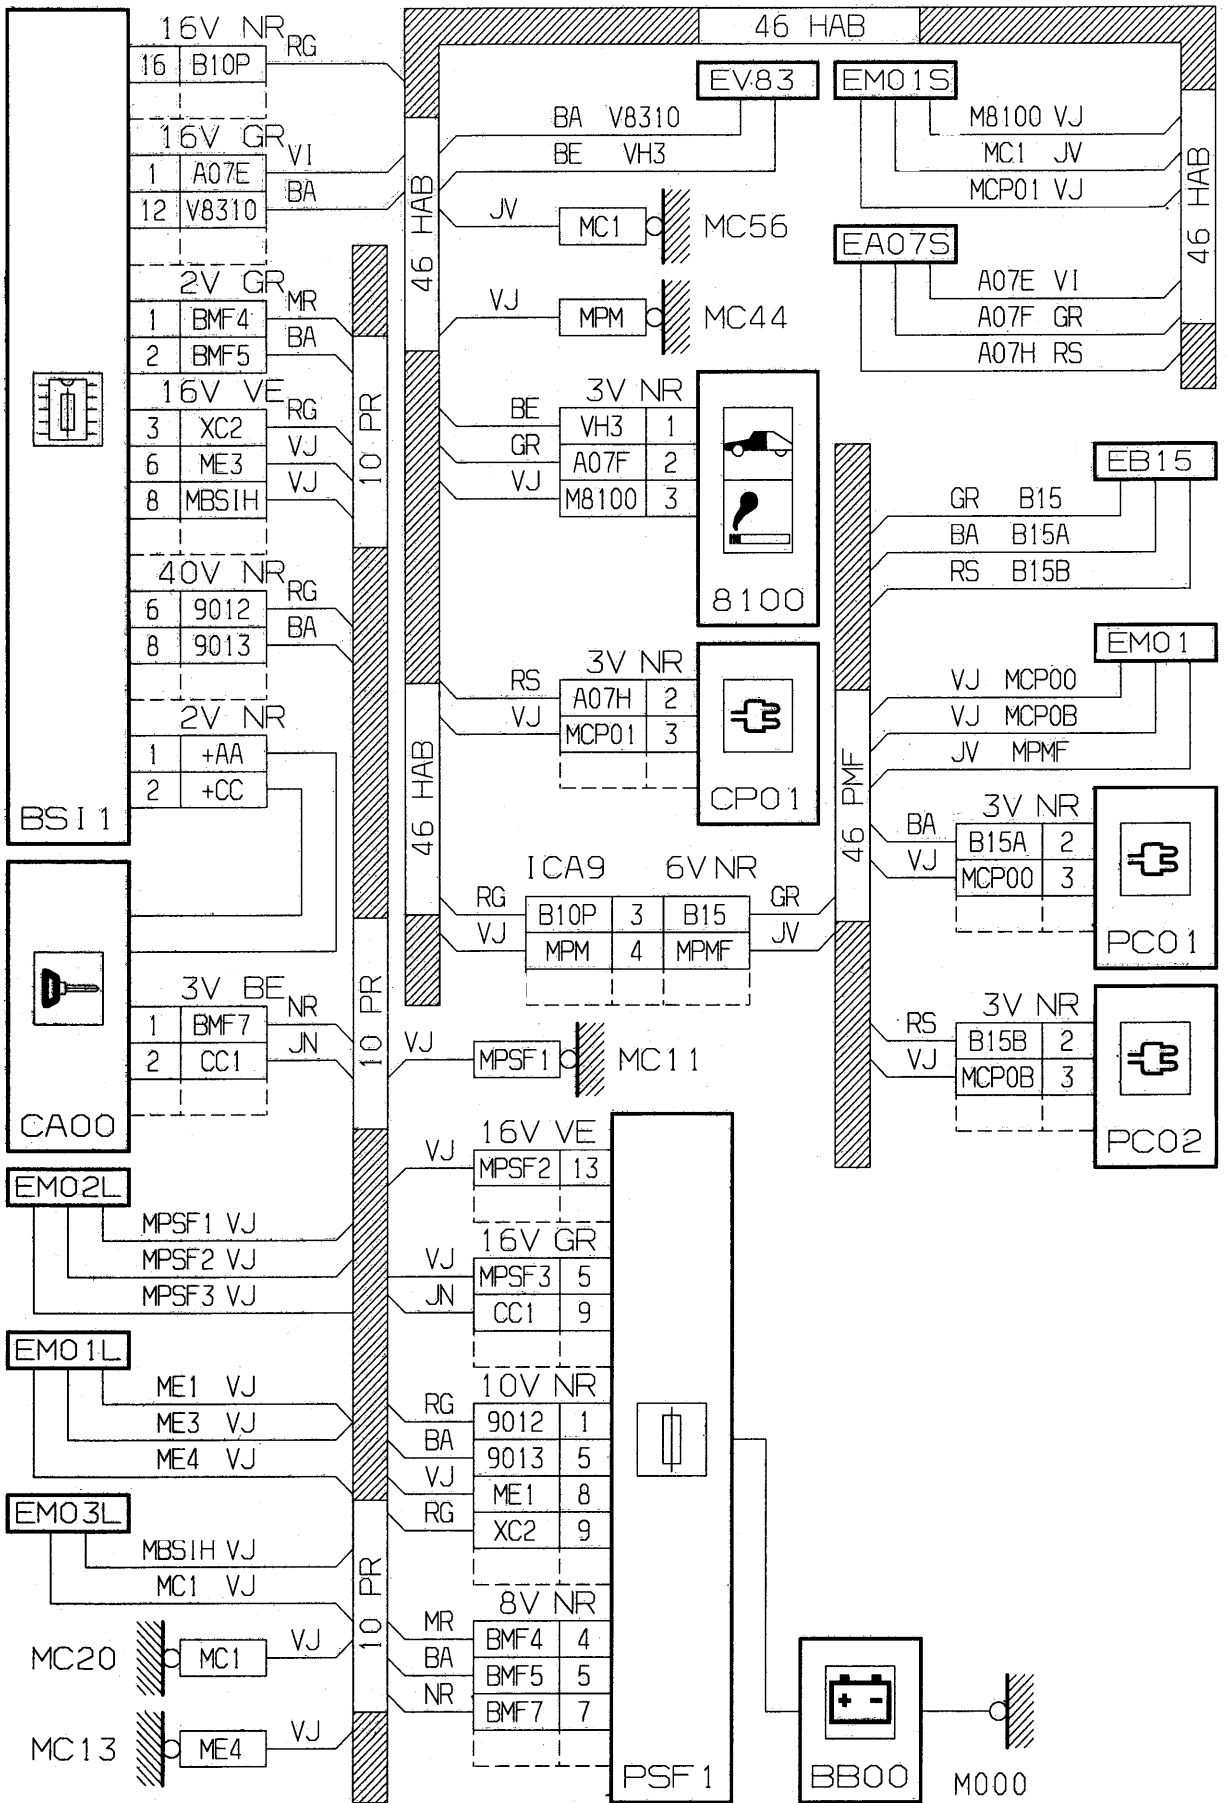 46 HAB
16V NR
RG
16 B10P
16V GR
VI
1 A07E
BA
12 V8310
2V GR
MR
1 BMF4
BA
2 BMF5
16V VE
RG
3 XC2
VJ
6 ME3
VJ
8 MBSIH
40V NR
RG
6 9012
BA
8 9013
2V NR
1 +AA
2 +CC
BSI1
3V BE
NR
1 BMF7
JN
2 CC1
CA00
EM02L
MPSF1 VJ
MPSF2 VJ
MPSF3 VJ
EM01L
ME1 VJ
ME3 VJ
ME4 VJ
EM03L
MBSIH VJ
MC1 VJ
MC20
MC1
VJ
MC13
ME4
VJ
10 PR
10 PR
10 PR
46 HAB
46 HAB
EV83
BA V8310
BE VH3
JV
MC1
MC56
VJ
MPM
MC44
3V NR
BE
VH3 1
GR
A07F 2
VJ
M8100 3
8100
3V NR
RS
A07H 2
VJ
MCP01 3
CP01
ICA9 6V NR
RG
B10P 3 B15
GR
VJ
MPM 4 MPMF
JV
VJ
MPSF1
MC11
16V VE
VJ
MPSF2 13
16V GR
VJ
MPSF3 5
JN
CC1 9
10V NR
RG
9012 1
BA
9013 5
VJ
ME1 8
RG
XC2 9
8V NR
MR
BMF4 4
BA
BMF5 5
NR
BMF7 7
PSF1
EM01S
M8100 VJ
MC1 JV
MCP01 VJ
46 HAB
EA07S
A07E VI
A07F GR
A07H RS
EB15
GR B15
BA B15A
RS B15B
EM01
VJ MCP00
VJ MCP0B
JV MPMF
46 PMF
3V NR
BA
B15A 2
VJ
MCP00 3
PC01
3V NR
RS
B15B 2
VJ
MCP0B 3
PC02
+ -
BB00
M000